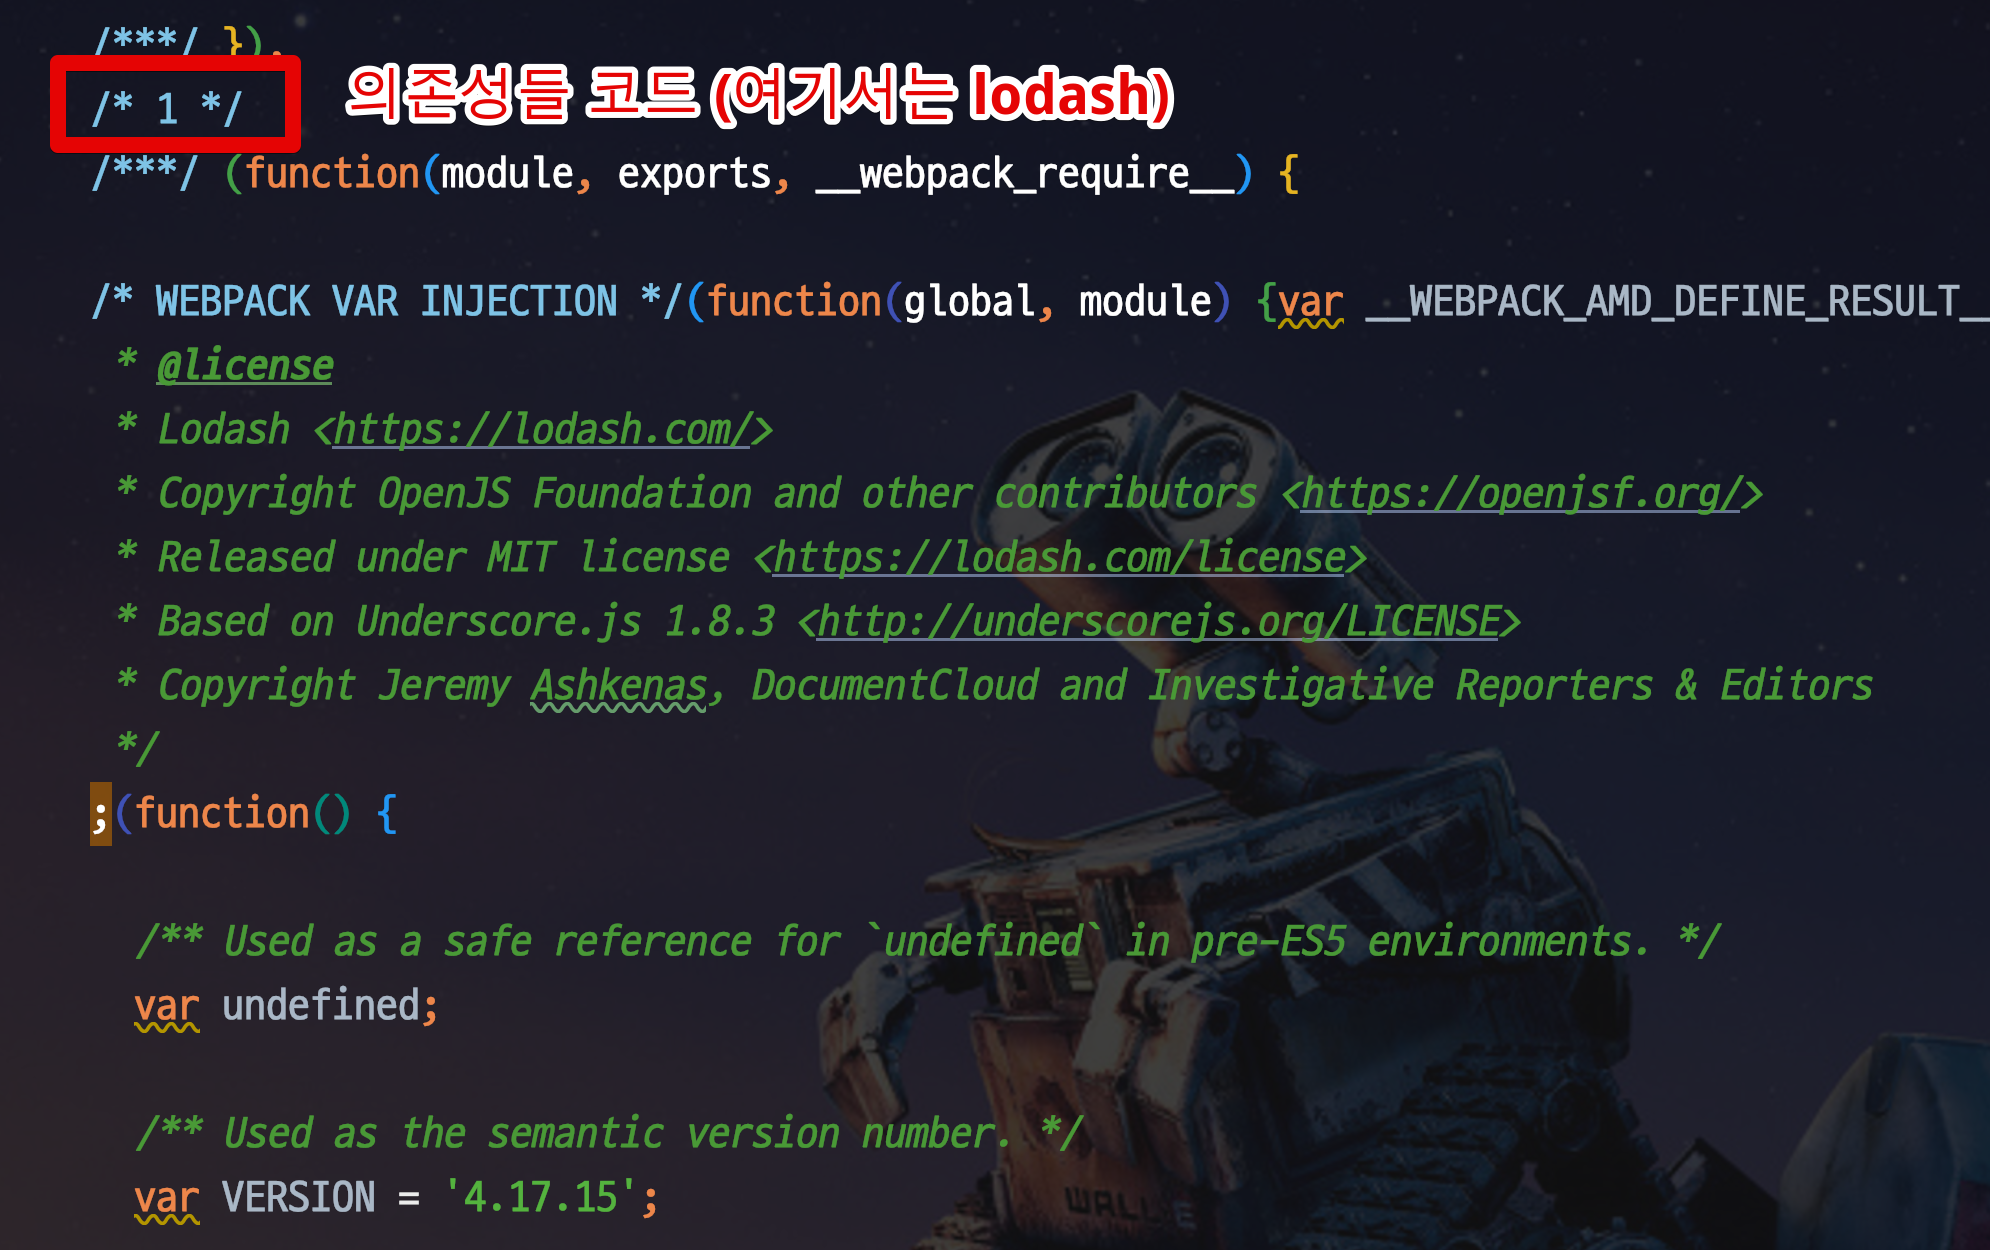 /***/ }),
/* 1 */
의존성들 코드 (여기서는 lodash)
/***/ (function(module, exports, __webpack_require__) {
/* WEBPACK VAR INJECTION */(function(global, module) {var __WEBPACK_AMD_DEFINE_RESULT__
* @license
* Lodash <https://lodash.com/>
* Copyright OpenJS Foundation and other contributors <https://openjsf.org/>
* Released under MIT license <https://lodash.com/license>
* Based on Underscore.js 1.8.3 <http://underscorejs.org/LICENSE>
* Copyright Jeremy Ashkenas, DocumentCloud and Investigative Reporters & Editors
*/
;(function() {
/** Used as a safe reference for `undefined` in pre-ES5 environments. */
var undefined;
/** Used as the semantic version number. */
var VERSION = '4.17.15';
WALL·E